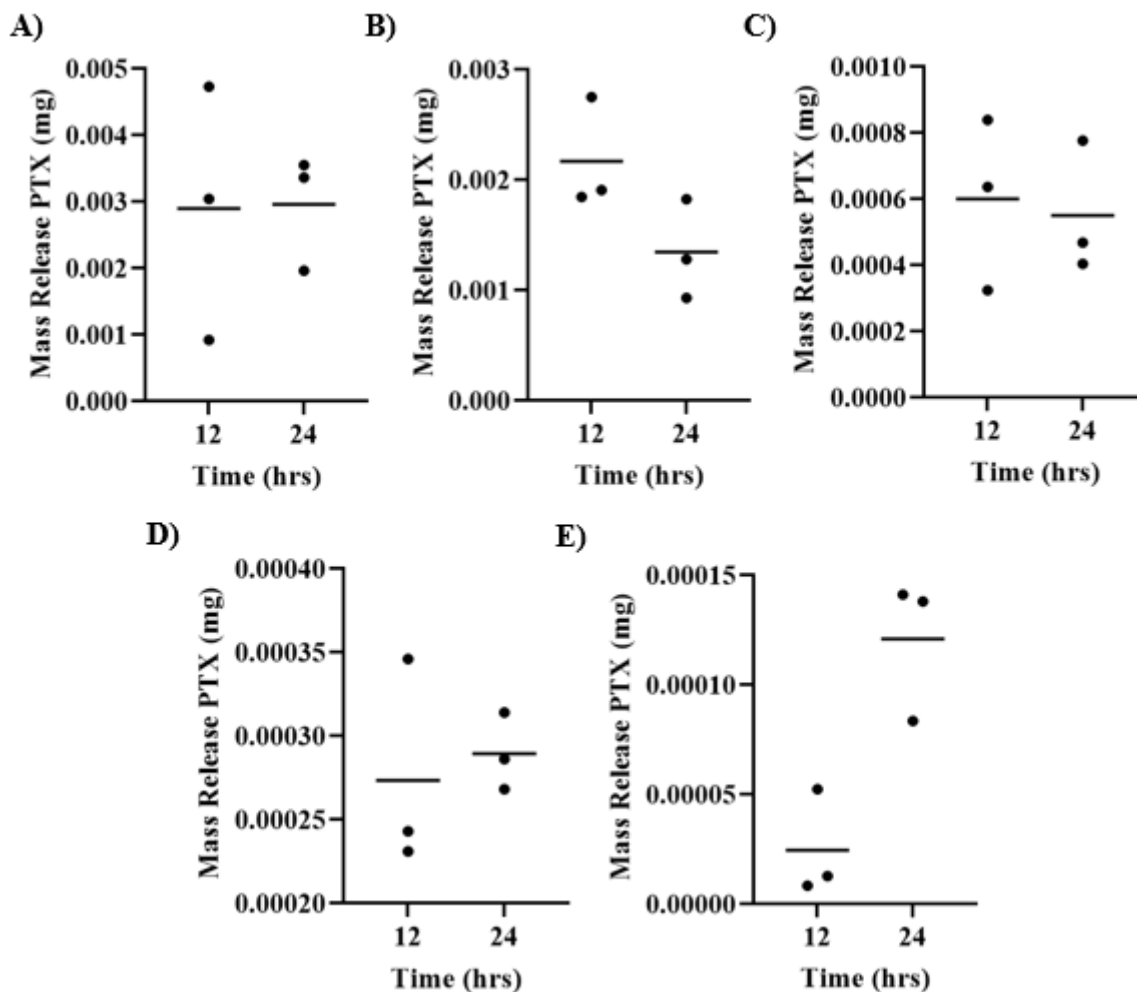 A)
Mass Release PTX (mg)
0.005
0.004
0.003
0.002
0.001
0.000
12 24
Time (hrs)
B)
Mass Release PTX (mg)
0.003
0.002
0.001
0.000
12 24
Time (hrs)
C)
Mass Release PTX (mg)
0.0010
0.0008
0.0006
0.0004
0.0002
0.0000
12 24
Time (hrs)
D)
Mass Release PTX (mg)
0.00040
0.00035
0.00030
0.00025
0.00020
12 24
Time (hrs)
E)
Mass Release PTX (mg)
0.00015
0.00010
0.00005
0.00000
12 24
Time (hrs)